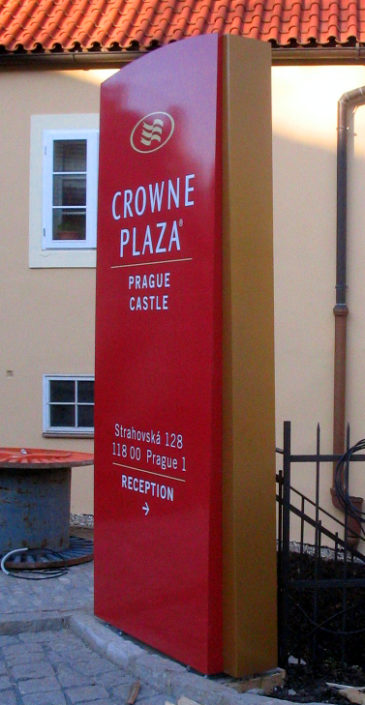 CROWNE
PLAZA®
PRAGUE
CASTLE
Strahovská 128
118 00 Prague 1
RECEPTION
→